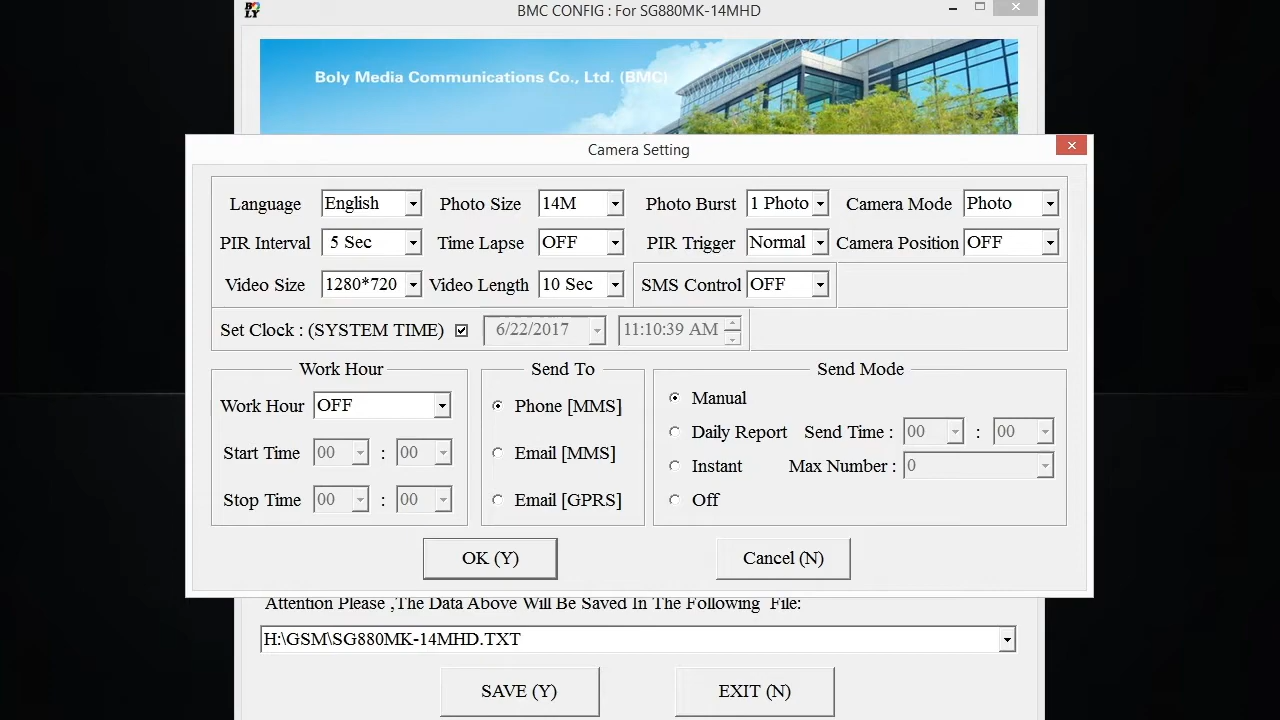 BOLY
BMC CONFIG : For SG880MK-14MHD
Boly Media Communications Co., Ltd. (BMC)
Camera Setting
Language English Photo Size 14M Photo Burst 1 Photo Camera Mode Photo
PIR Interval 5 Sec Time Lapse OFF PIR Trigger Normal Camera Position OFF
Video Size 1280*720 Video Length 10 Sec SMS Control OFF
Set Clock : (SYSTEM TIME) 6/22/2017 11:10:39 AM
Work Hour Send To Send Mode
Work Hour OFF
Start Time 00 : 00
Stop Time 00 : 00
Phone [MMS]
Email [MMS]
Email [GPRS]
Manual
Daily Report Send Time : 00 : 00
Instant Max Number : 0
Off
OK (Y) Cancel (N)
Attention Please ,The Data Above Will Be Saved In The Following File:
H:\GSM\SG880MK-14MHD.TXT
SAVE (Y) EXIT (N)